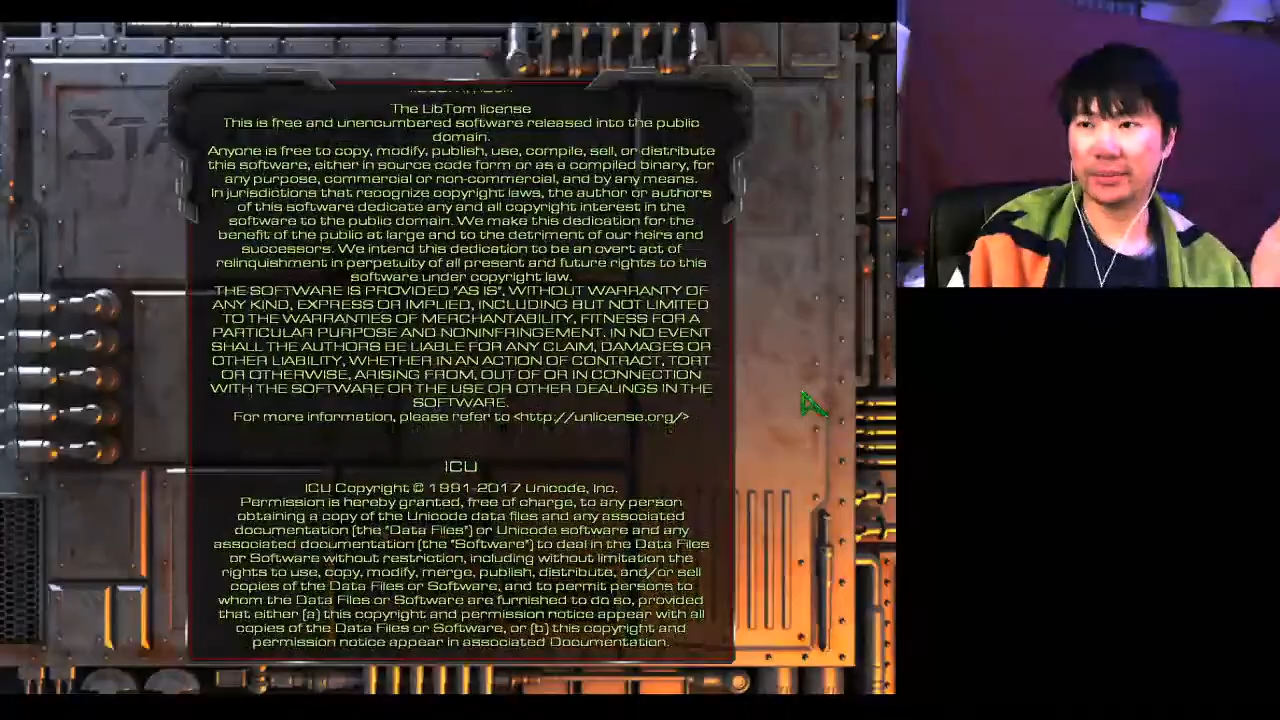 STA
The LibTom license
This is free and unencumbered software released into the public
domain.
Anyone is free to copy, modify, publish, use, compile, sell, or distribute
this software, either in source code form or as a compiled binary, for
any purpose, commercial or non-commercial, and by any means.
In jurisdictions that recognize copyright laws, the author or authors
of this software dedicate any and all copyright interest in the
software to the public domain. We make this dedication for the
benefit of the public at large and to the detriment of our heirs and
successors. We intend this dedication to be an overt act of
relinquishment in perpetuity of all present and future rights to this
software under copyright law.
THE SOFTWARE IS PROVIDED "AS IS", WITHOUT WARRANTY OF
ANY KIND, EXPRESS OR IMPLIED, INCLUDING BUT NOT LIMITED
TO THE WARRANTIES OF MERCHANTABILITY, FITNESS FOR A
PARTICULAR PURPOSE AND NONINFRINGEMENT. IN NO EVENT
SHALL THE AUTHORS BE LIABLE FOR ANY CLAIM, DAMAGES OR
OTHER LIABILITY, WHETHER IN AN ACTION OF CONTRACT, TORT
OR OTHERWISE, ARISING FROM, OUT OF OR IN CONNECTION
WITH THE SOFTWARE OR THE USE OR OTHER DEALINGS IN THE
SOFTWARE.
For more information, please refer to <http://unlicense.org/>
ICU
ICU Copyright © 1991-2017 Unicode, Inc.
Permission is hereby granted, free of charge, to any person
obtaining a copy of the Unicode data files and any associated
documentation (the "Data Files") or Unicode software and any
associated documentation (the "Software") to deal in the Data Files
or Software without restriction, including without limitation the
rights to use, copy, modify, merge, publish, distribute, and/or sell
copies of the Data Files or Software, and to permit persons to
whom the Data Files or Software are furnished to do so, provided
that either (a) this copyright and permission notice appear with all
copies of the Data Files or Software, or (b) this copyright and
permission notice appear in associated Documentation.